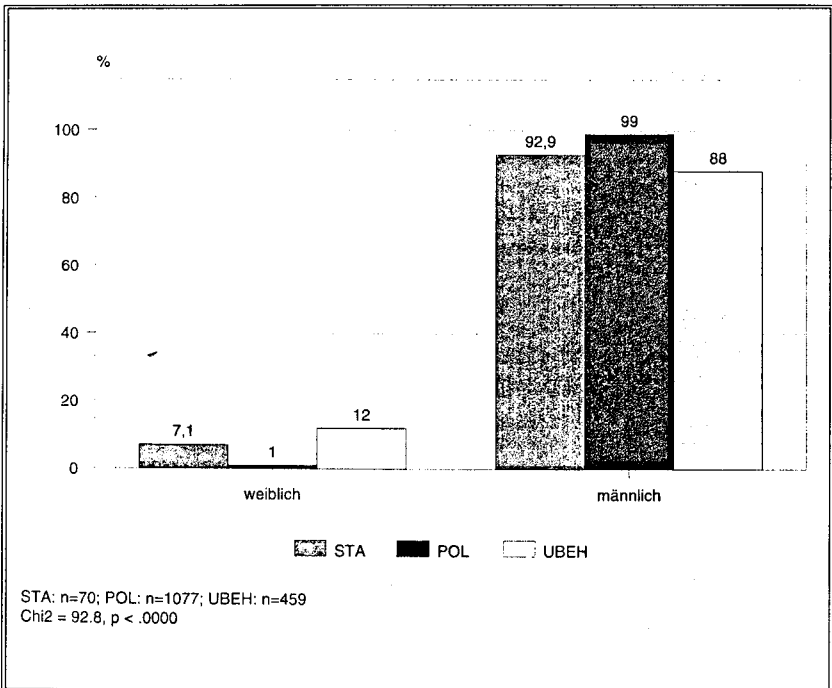 %
100
80
60
40
20
0
7,1
1
12
92,9
99
88
weiblich
männlich
STA
POL
UBEH
STA: n=70; POL: n=1077; UBEH: n=459
Chi2 = 92.8, p < .0000